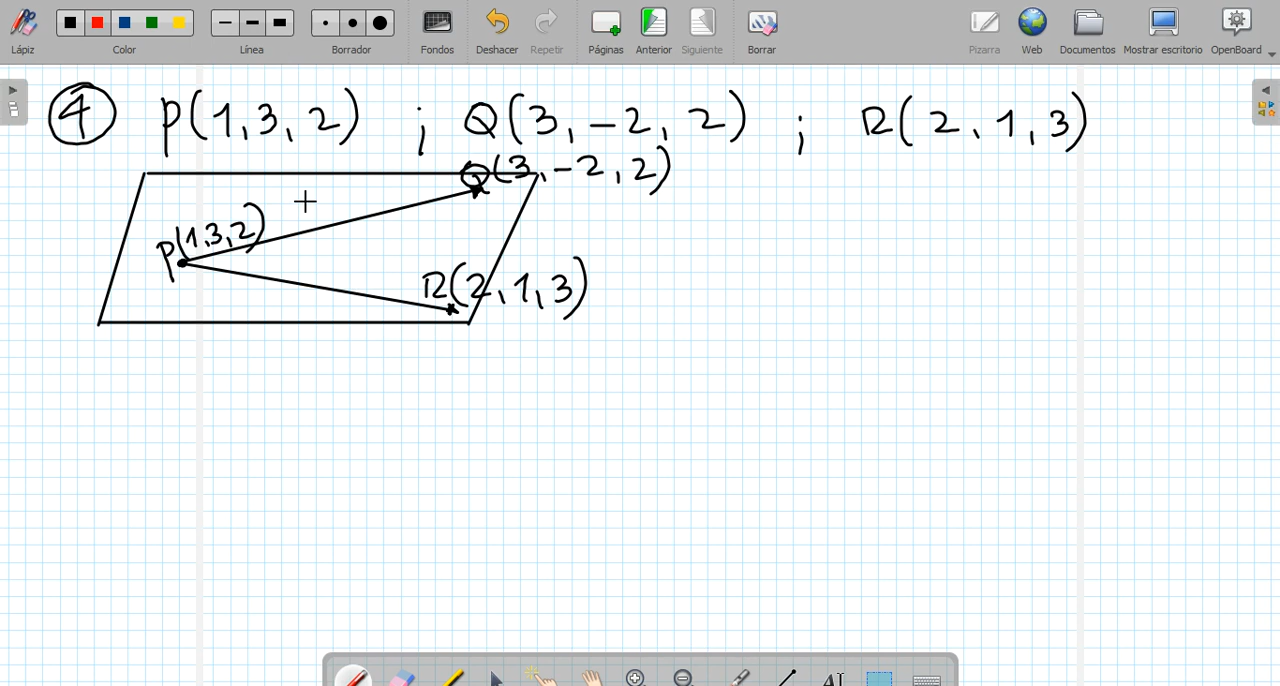 Lápiz Color Línea Borrador Fondos Deshacer Repetir Páginas Anterior Siguiente Borrar Pizarra Web Documentos Mostrar escritorio OpenBoard
④ P(1,3,2) ; Q(3,-2,2) ; R(2,1,3)
Q(3,-2,2)
P(1,3,2)
R(2,1,3)